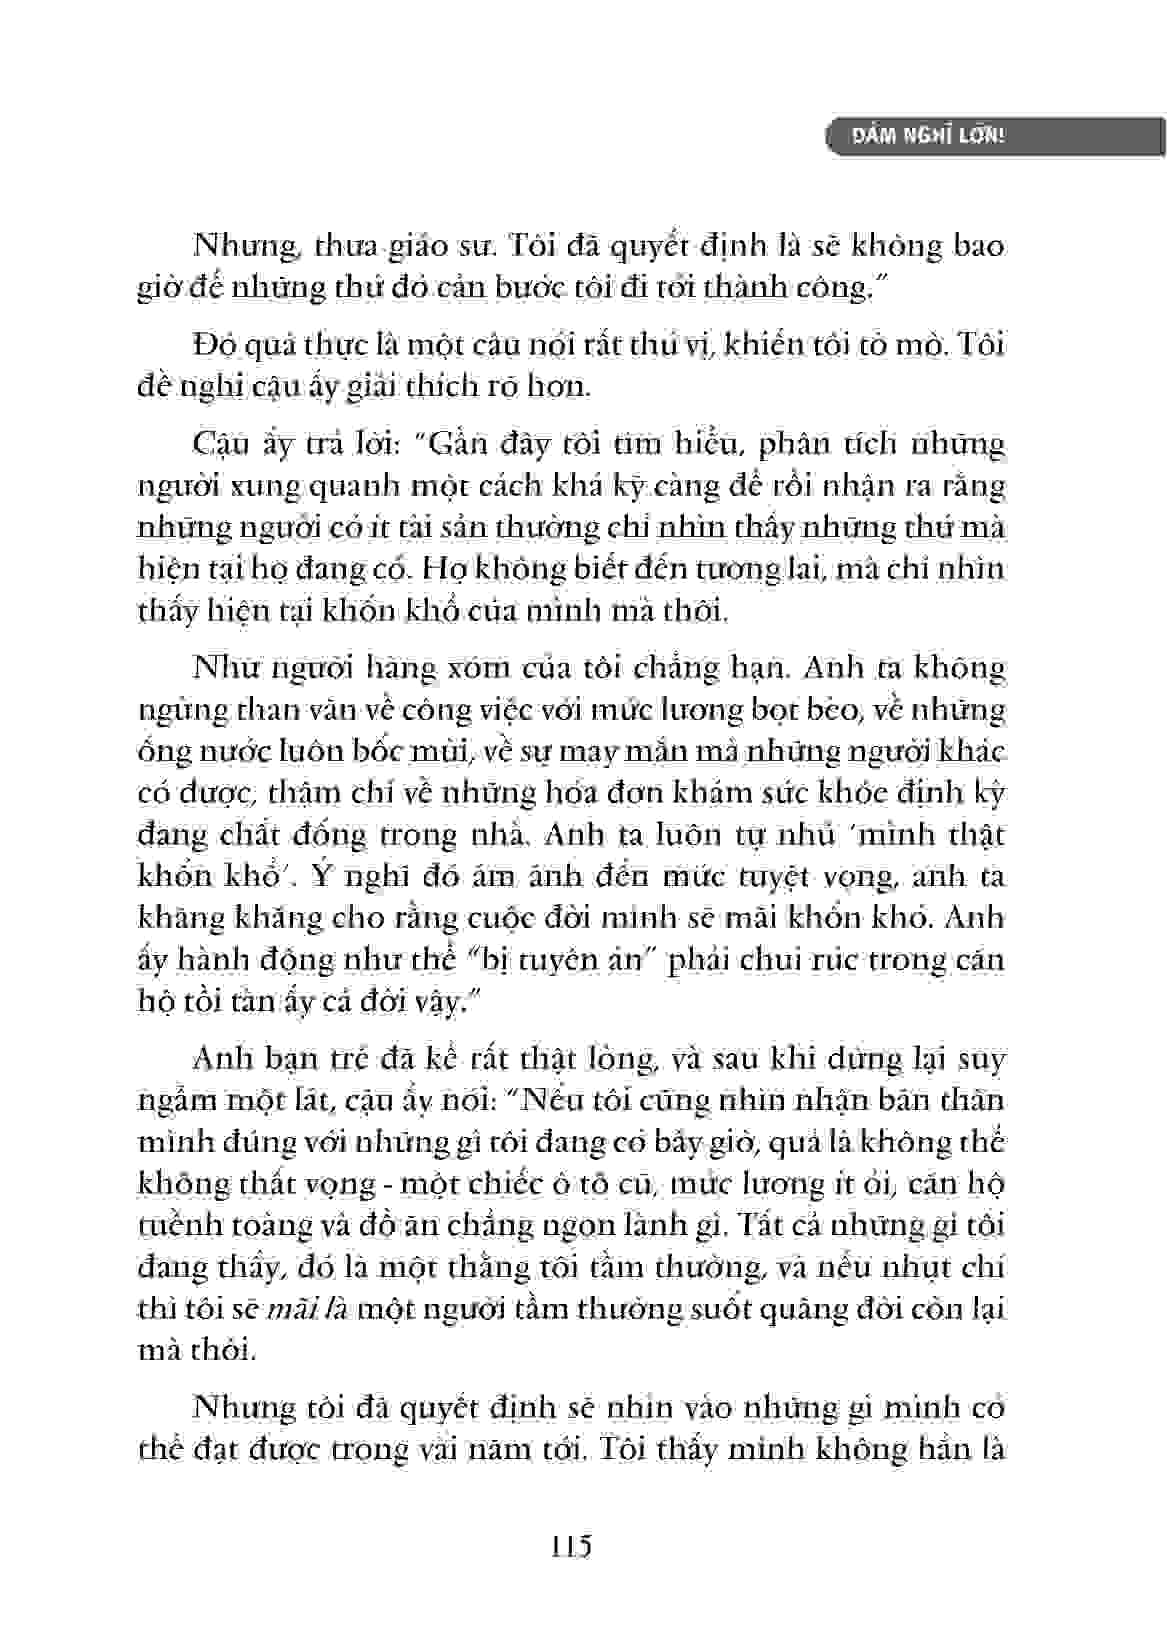 DÁM NGHĨ LỚN!
Nhưng, thưa giáo sư. Tôi đã quyết định là sẽ không bao
giờ để những thứ đó cản bước tôi đi tới thành công.”
Đó quả thực là một câu nói rất thú vị, khiến tôi tò mò. Tôi
đề nghị cậu ấy giải thích rõ hơn.
Cậu ấy trả lời: “Gần đây tôi tìm hiểu, phân tích những
người xung quanh một cách khá kỹ càng để rồi nhận ra rằng
những người có ít tài sản thường chỉ nhìn thấy những thứ mà
hiện tại họ đang có. Họ không biết đến tương lai, mà chỉ nhìn
thấy hiện tại khốn khổ của mình mà thôi.
Như người hàng xóm của tôi chẳng hạn. Anh ta không
ngừng than vãn về công việc với mức lương bọt bèo, về những
ống nước luôn bốc mùi, về sự may mắn mà những người khác
có được, thậm chí về những hóa đơn khám sức khỏe định kỳ
đang chất đống trong nhà. Anh ta luôn tự nhủ ‘mình thật
khốn khổ’. Ý nghĩ đó ám ảnh đến mức tuyệt vọng, anh ta
khăng khăng cho rằng cuộc đời mình sẽ mãi khốn khó. Anh
ấy hành động như thể “bị tuyên án” phải chui rúc trong căn
hộ tồi tàn ấy cả đời vậy.”
Anh bạn trẻ đã kể rất thật lòng, và sau khi dừng lại suy
ngẫm một lát, cậu ấy nói: “Nếu tôi cũng nhìn nhận bản thân
mình đúng với những gì tôi đang có bây giờ, quả là không thể
không thất vọng - một chiếc ô tô cũ, mức lương ít ỏi, căn hộ
tuềnh toàng và đồ ăn chẳng ngon lành gì. Tất cả những gì tôi
đang thấy, đó là một thằng tôi tầm thường, và nếu nhụt chí
thì tôi sẽ mãi là một người tầm thường suốt quãng đời còn lại
mà thôi.
Nhưng tôi đã quyết định sẽ nhìn vào những gì mình có
thể đạt được trong vài năm tới. Tôi thấy mình không hẳn là
115